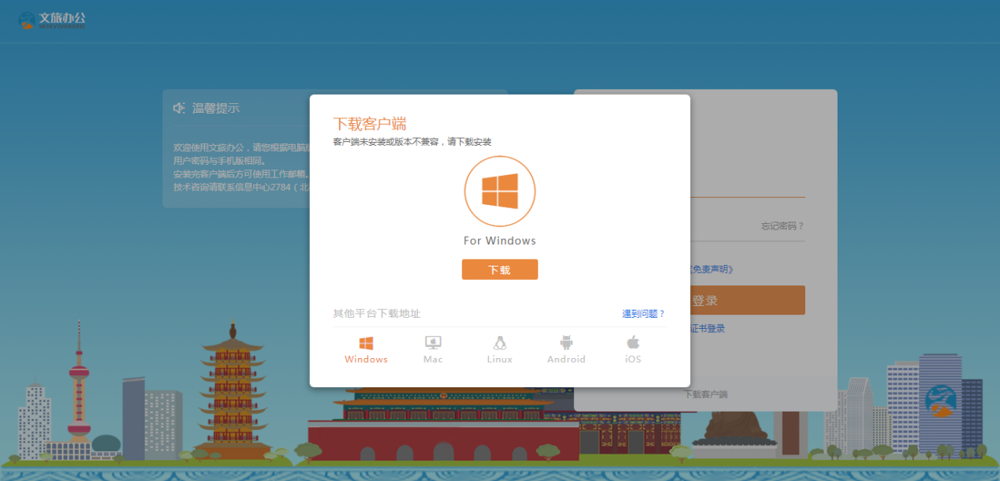 文旅办公
温馨提示
欢迎使用文旅办公，请您根据电脑
用户密码与手机版相同。
安装完客户端后方可使用工作邮箱。
技术咨询请联系信息中心2784（北
下载客户端
客户端未安装或版本不兼容，请下载安装
For Windows
下载
其他平台下载地址
遇到问题？
Windows
Mac
Linux
Android
iOS
忘记密码？
《免责声明》
登录
证书登录
下载客户端